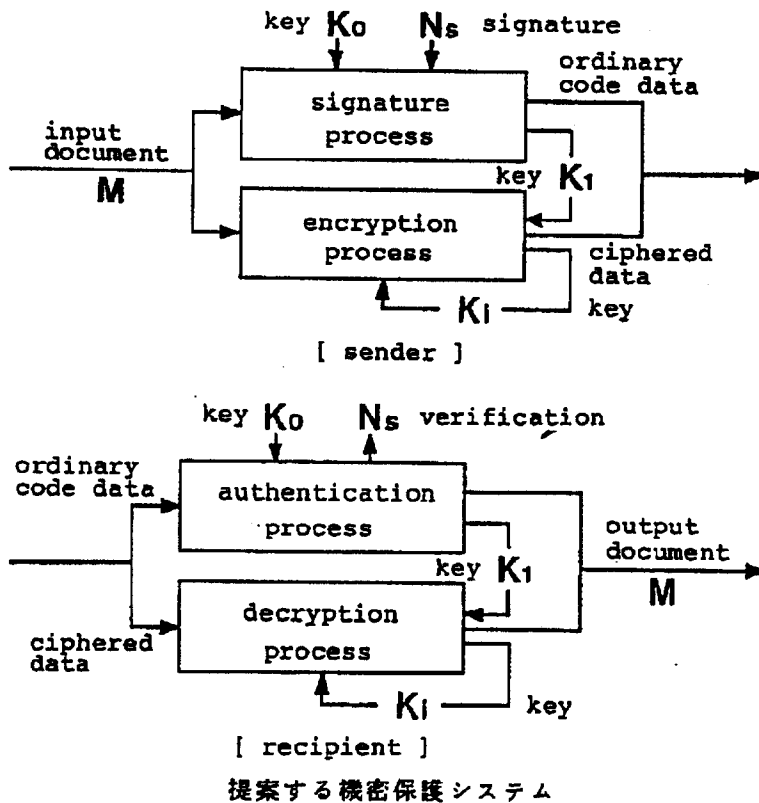 key K0 Ns signature
ordinary
code data
signature
process
input
document
M
key K1
encryption
process
ciphered
data
Ki key
[ sender ]
key K0 Ns verification
ordinary
code data
authentication
process
output
document
M
key K1
decryption
process
ciphered
data
Ki key
[ recipient ]
提案する機密保護システム